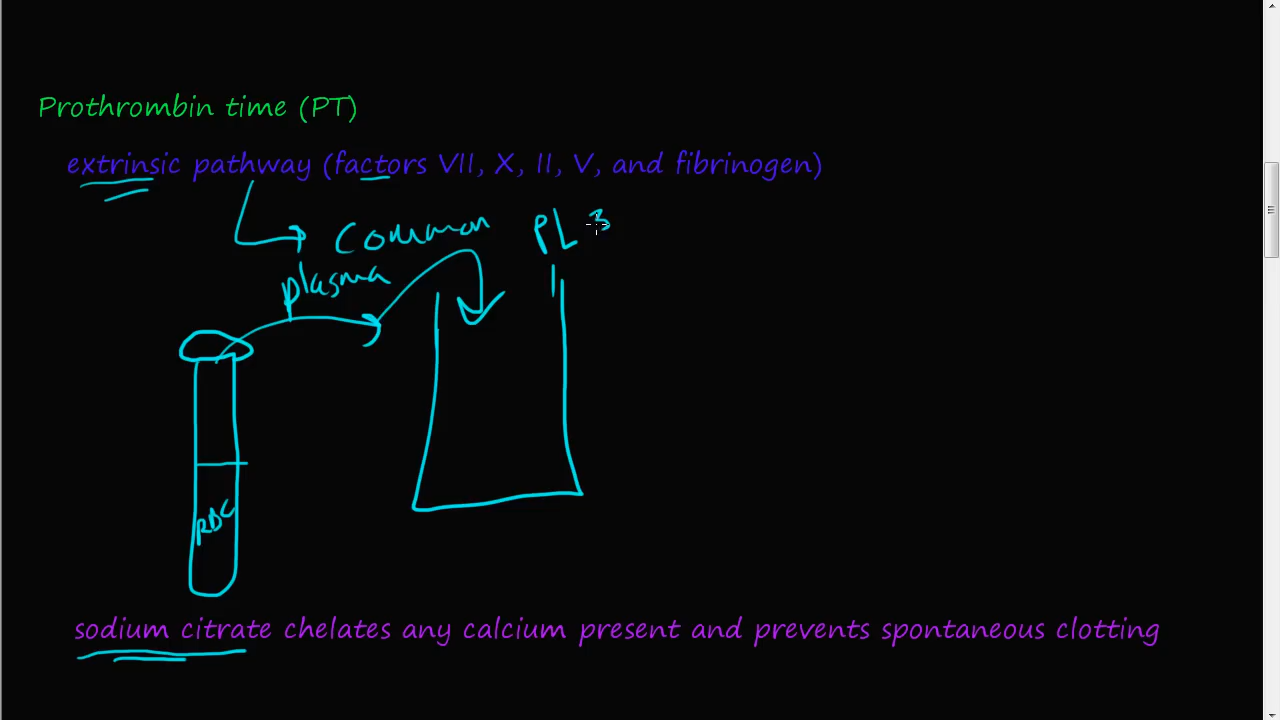 Prothrombin time (PT)
extrinsic pathway (factors VII, X, II, V, and fibrinogen)
Common PL 3
plasma
RBC
sodium citrate chelates any calcium present and prevents spontaneous clotting